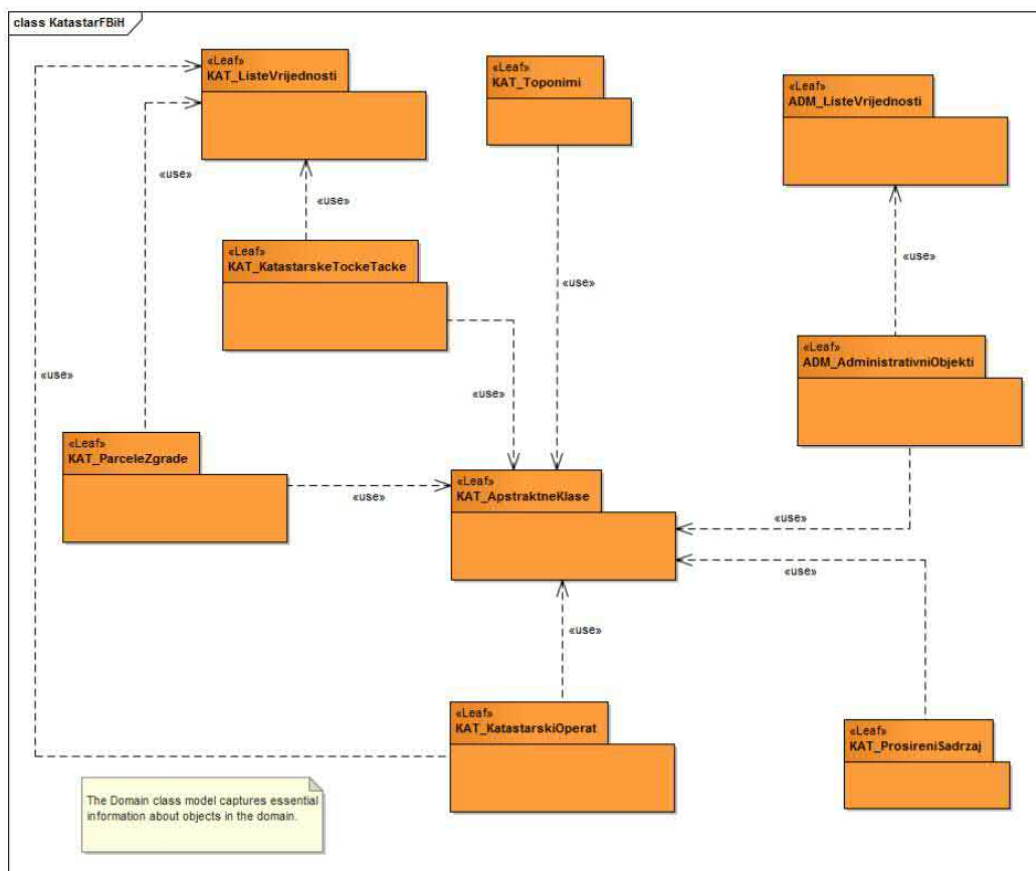 class KatastarFBiH
«Leaf»
KAT_ListeVrijednosti
«Leaf»
KAT_Toponimi
«Leaf»
ADM_ListeVrijednosti
«use»
«use»
«Leaf»
KAT_KatastarskeTockeTacke
«use»
«use»
«Leaf»
ADM_AdministrativniObjekti
«use»
«use»
«Leaf»
KAT_ParceleZgrade
«use»
«Leaf»
KAT_ApstraktneKlase
«use»
«use»
«use»
«Leaf»
KAT_KatastarskiOperat
«Leaf»
KAT_ProsireniSadrzaj
The Domain class model captures essential
information about objects in the domain.